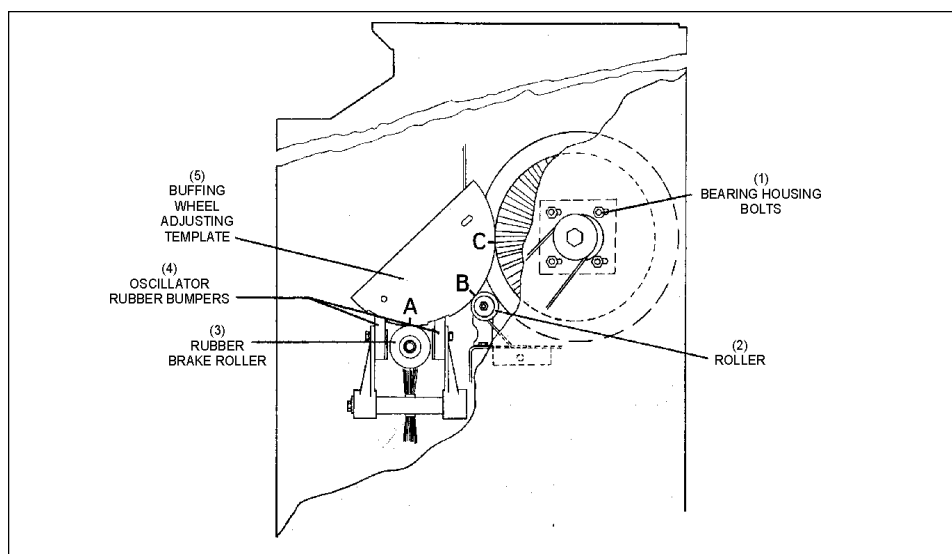 (5)
BUFFING
WHEEL
ADJUSTING
TEMPLATE
(4)
OSCILLATOR
RUBBER BUMPERS
(3)
RUBBER
BRAKE ROLLER
A
B
C
(1)
BEARING HOUSING
BOLTS
(2)
ROLLER